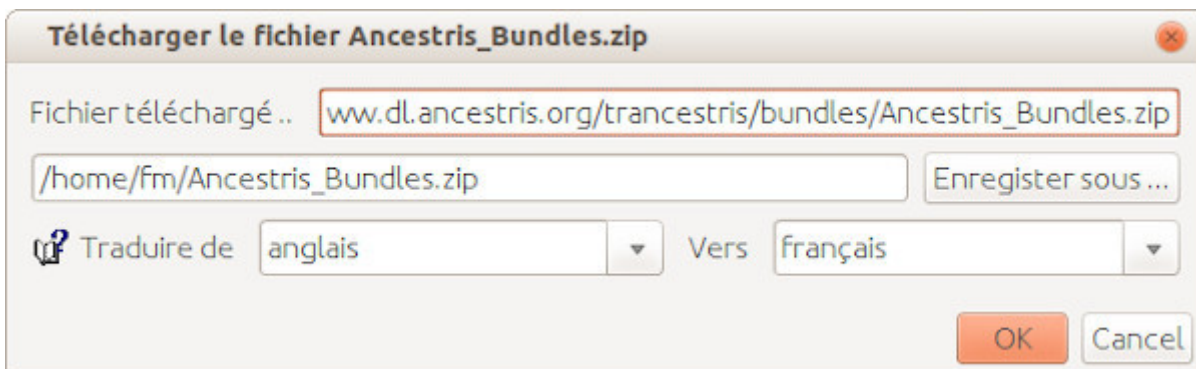 Télécharger le fichier Ancestris_Bundles.zip
Fichier téléchargé .. ww.dl.ancestris.org/trancestris/bundles/Ancestris_Bundles.zip
/home/fm/Ancestris_Bundles.zip Enregister sous ...
Traduire de anglais Vers français
OK Cancel